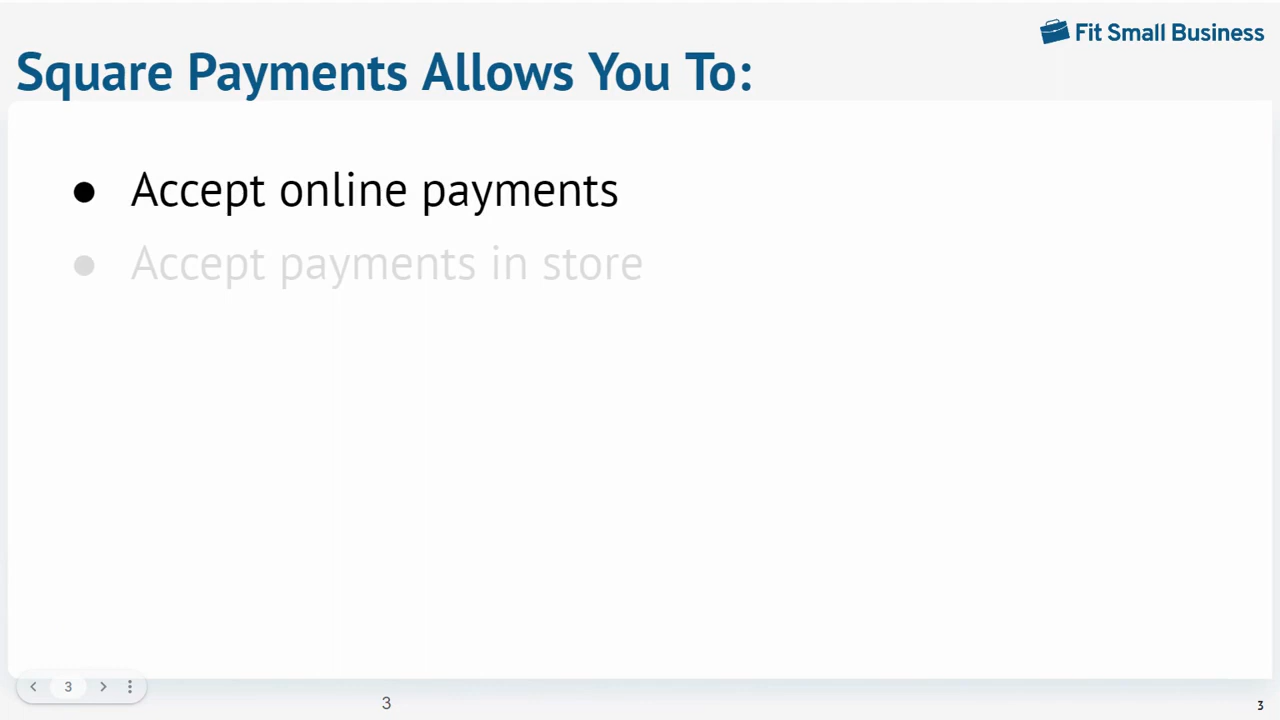 Fit Small Business
Square Payments Allows You To:
● Accept online payments
● Accept payments in store
3
3
3